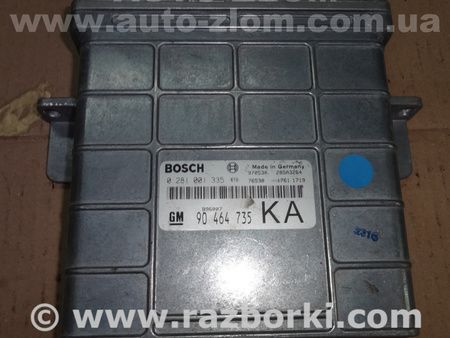 www.auto-zlom.com.ua
BOSCH
Made in Germany
0 281 001 335
GM
90 464 735 KA
2316
© www.razborki.com